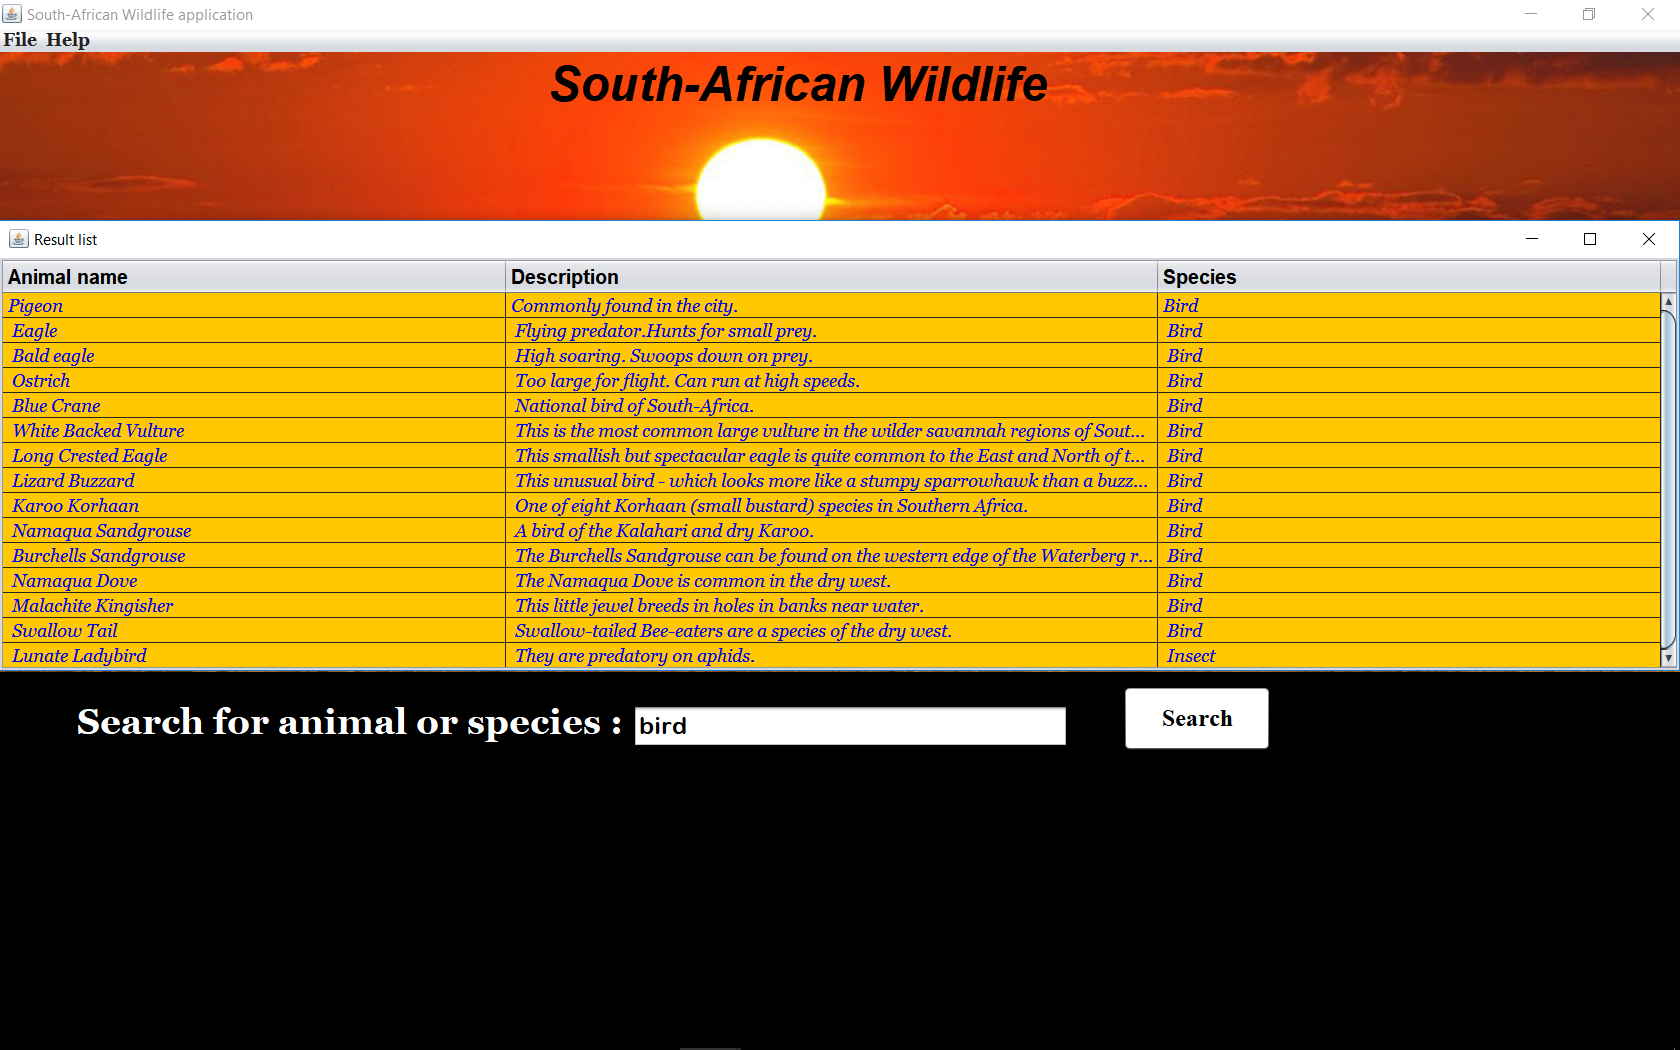 South-African Wildlife application
File Help
South-African Wildlife
Result list
Animal name Description Species
Pigeon Commonly found in the city. Bird
Eagle Flying predator.Hunts for small prey. Bird
Bald eagle High soaring. Swoops down on prey. Bird
Ostrich Too large for flight. Can run at high speeds. Bird
Blue Crane National bird of South-Africa. Bird
White Backed Vulture This is the most common large vulture in the wilder savannah regions of Sout... Bird
Long Crested Eagle This smallish but spectacular eagle is quite common to the East and North of t... Bird
Lizard Buzzard This unusual bird - which looks more like a stumpy sparrowhawk than a buzz... Bird
Karoo Korhaan One of eight Korhaan (small bustard) species in Southern Africa. Bird
Namaqua Sandgrouse A bird of the Kalahari and dry Karoo. Bird
Burchells Sandgrouse The Burchells Sandgrouse can be found on the western edge of the Waterberg r... Bird
Namaqua Dove The Namaqua Dove is common in the dry west. Bird
Malachite Kingisher This little jewel breeds in holes in banks near water. Bird
Swallow Tail Swallow-tailed Bee-eaters are a species of the dry west. Bird
Lunate Ladybird They are predatory on aphids. Insect
Search for animal or species : bird Search